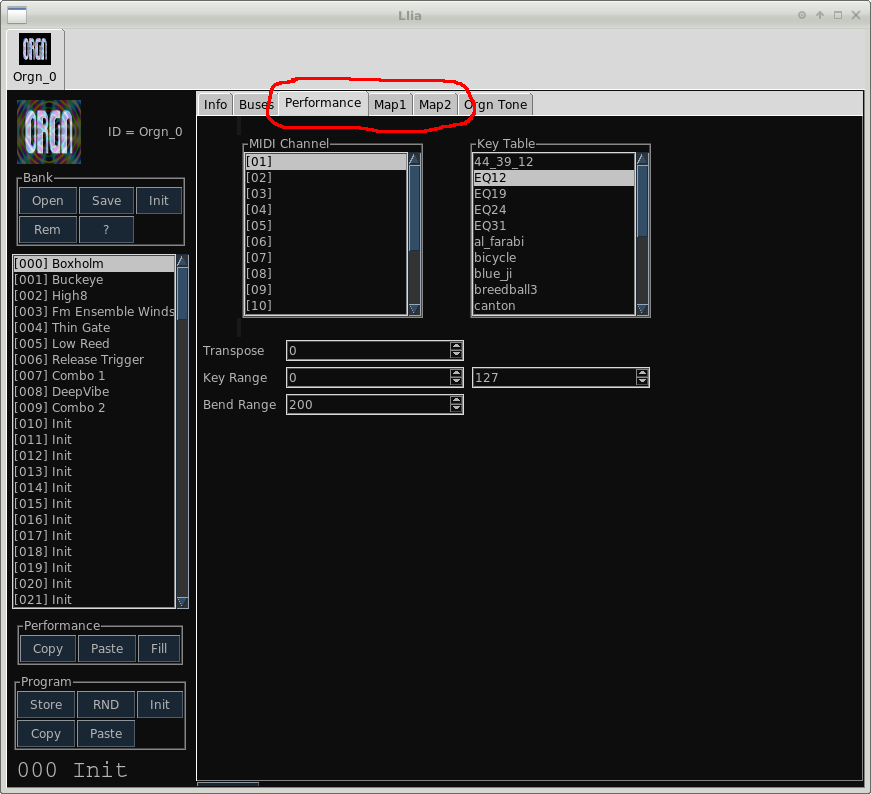 Llia
ORGN
Orgn_0
Info Buses Performance Map1 Map2 Orgn Tone
ORGN
ID = Orgn_0
Bank
Open Save Init
Rem ?
[000] Boxholm
[001] Buckeye
[002] High8
[003] Fm Ensemble Winds
[004] Thin Gate
[005] Low Reed
[006] Release Trigger
[007] Combo 1
[008] DeepVibe
[009] Combo 2
[010] Init
[011] Init
[012] Init
[013] Init
[014] Init
[015] Init
[016] Init
[017] Init
[018] Init
[019] Init
[020] Init
[021] Init
Performance
Copy Paste Fill
Program
Store RND Init
Copy Paste
000 Init
MIDI Channel
[01]
[02]
[03]
[04]
[05]
[06]
[07]
[08]
[09]
[10]
Key Table
44_39_12
EQ12
EQ19
EQ24
EQ31
al_farabi
bicycle
blue_ji
breedball3
canton
Transpose 0
Key Range 0 127
Bend Range 200